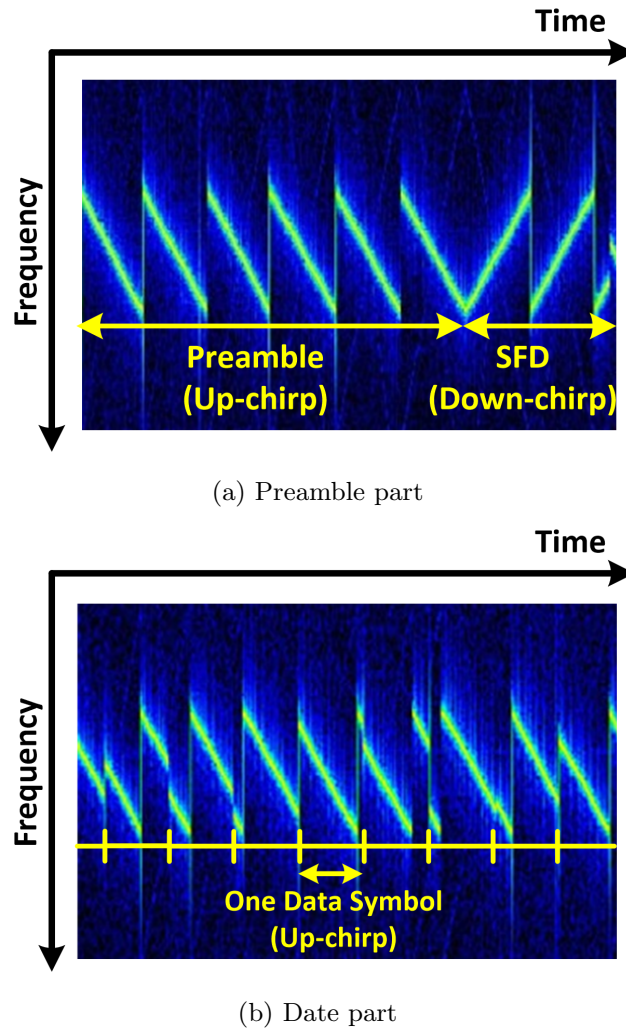 Time
Frequency
Preamble
(Up-chirp)
SFD
(Down-chirp)
(a) Preamble part
Time
Frequency
One Data Symbol
(Up-chirp)
(b) Date part